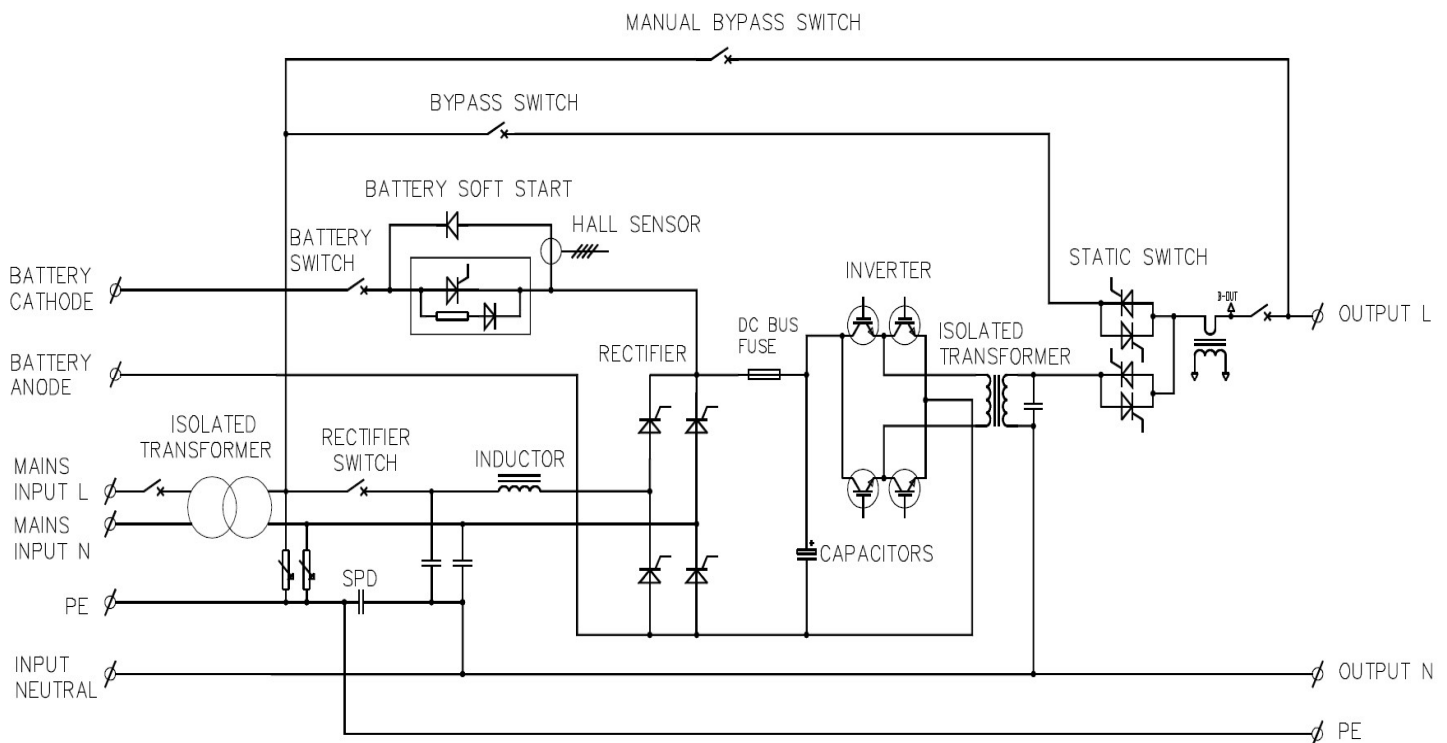 MANUAL BYPASS SWITCH
BYPASS SWITCH
BATTERY SOFT START
HALL SENSOR
BATTERY
SWITCH
BATTERY
CATHODE
INVERTER
STATIC SWITCH
B-OUT
OUTPUT L
DC BUS
FUSE
ISOLATED
TRANSFORMER
RECTIFIER
BATTERY
ANODE
ISOLATED
TRANSFORMER
RECTIFIER
SWITCH
INDUCTOR
MAINS
INPUT L
MAINS
INPUT N
+
CAPACITORS
SPD
PE
INPUT
NEUTRAL
OUTPUT N
PE